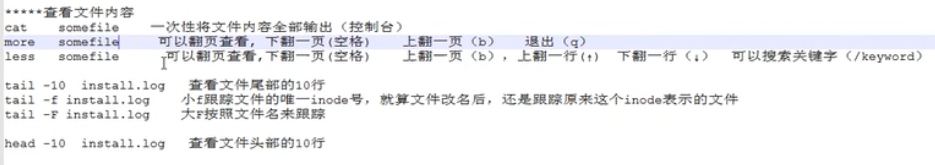 *****查看文件内容
cat    somefile    一次性将文件内容全部输出（控制台）
more   somefile     可以翻页查看, 下翻一页(空格)    上翻一页（b）   退出（q）
less   somefile      可以翻页查看,下翻一页(空格)    上翻一页（b），上翻一行(↑)  下翻一行（↓）  可以搜索关键字（/keyword）
tail -10  install.log   查看文件尾部的10行
tail -f install.log    小f跟踪文件的唯一inode号，就算文件改名后，还是跟踪原来这个inode表示的文件
tail -F install.log    大F按照文件名来跟踪
head -10  install.log   查看文件头部的10行